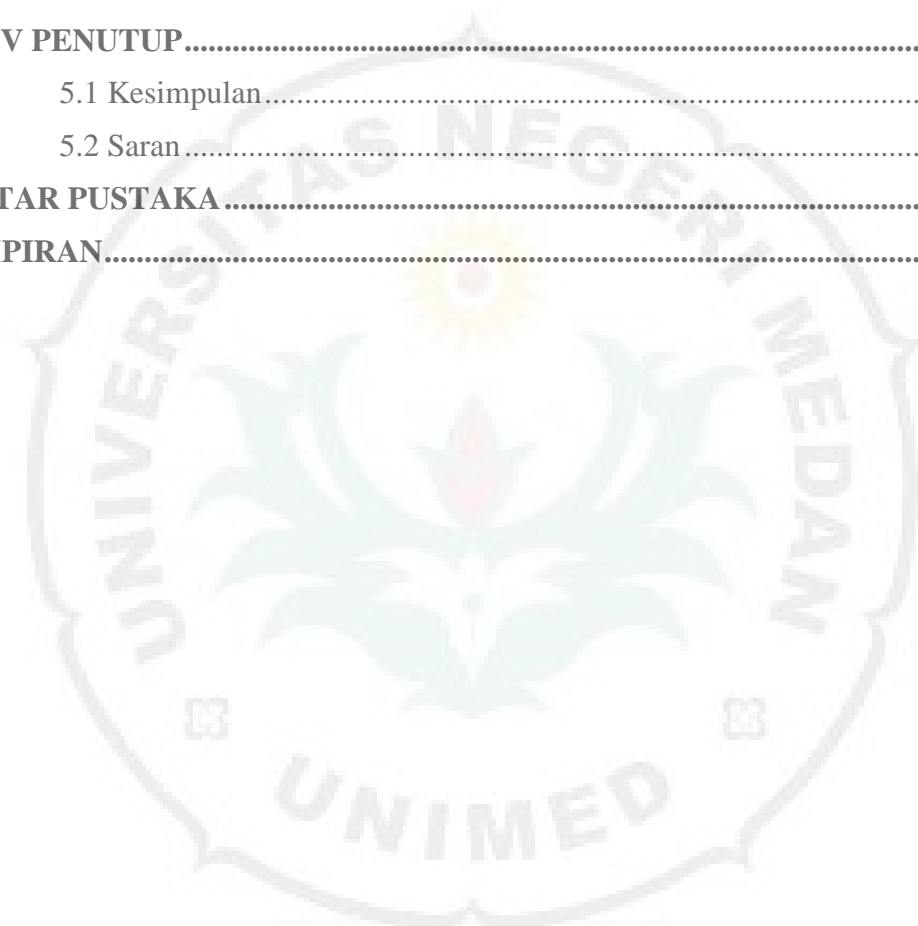 V PENUTUP
5.1 Kesimpulan
5.2 Saran
TAR PUSTAKA
PIRAN
UNIVERSITAS NEGERI MEDAN
UNIMED